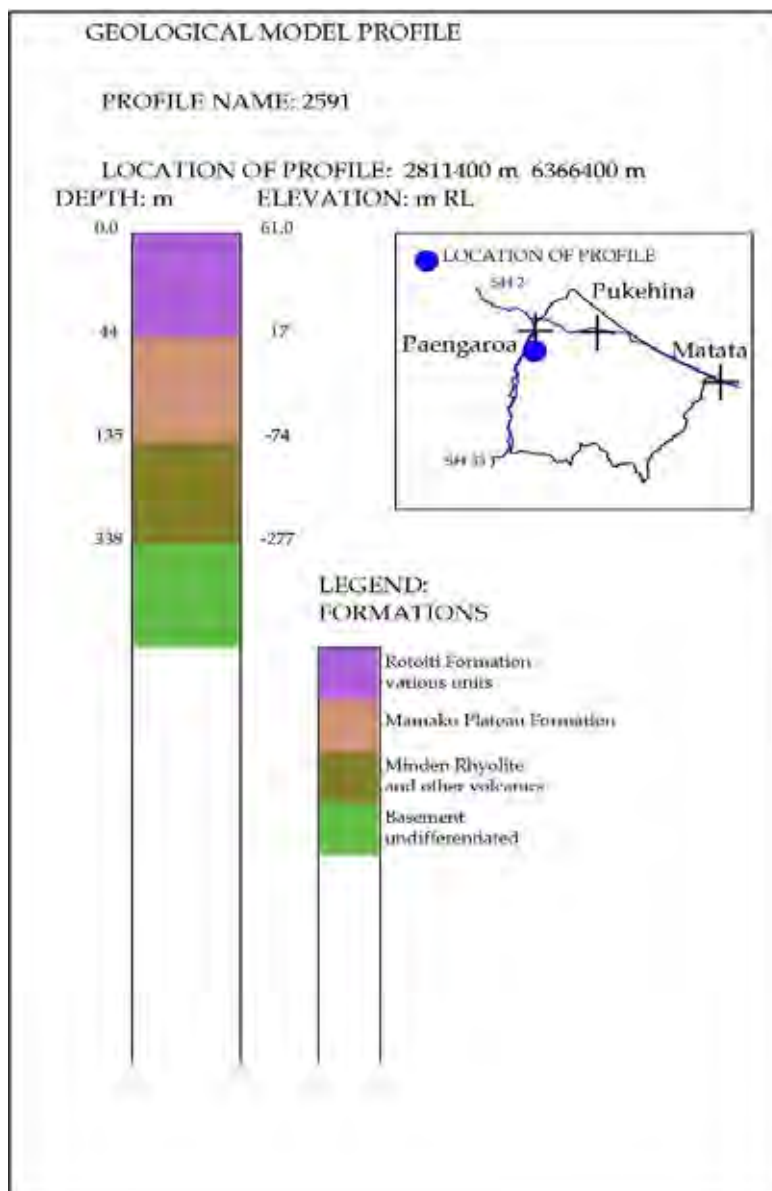 GEOLOGICAL MODEL PROFILE
PROFILE NAME: 2591
LOCATION OF PROFILE: 2811400 m 6366400 m
DEPTH: m ELEVATION: m RL
0.0 61.0
44 17
135 -74
338 -277
LOCATION OF PROFILE
SH 2
Pukehina
Paengaroa
Matata
SH 33
LEGEND:
FORMATIONS
Rotoiti Formation
various units
Mamaku Plateau Formation
Minden Rhyolite
and other volcanics
Basement
undifferentiated